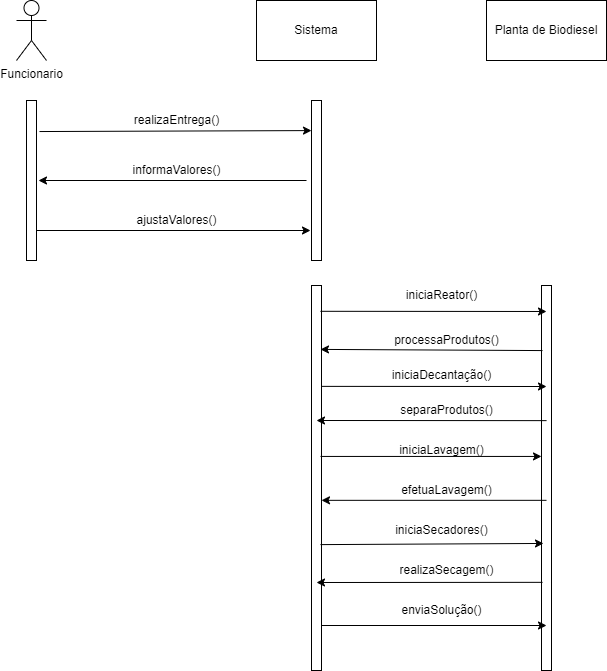 Funcionario
Sistema
Planta de Biodiesel
realizaEntrega()
informaValores()
ajustaValores()
iniciaReator()
processaProdutos()
iniciaDecantação()
separaProdutos()
iniciaLavagem()
efetuaLavagem()
iniciaSecadores()
realizaSecagem()
enviaSolução()